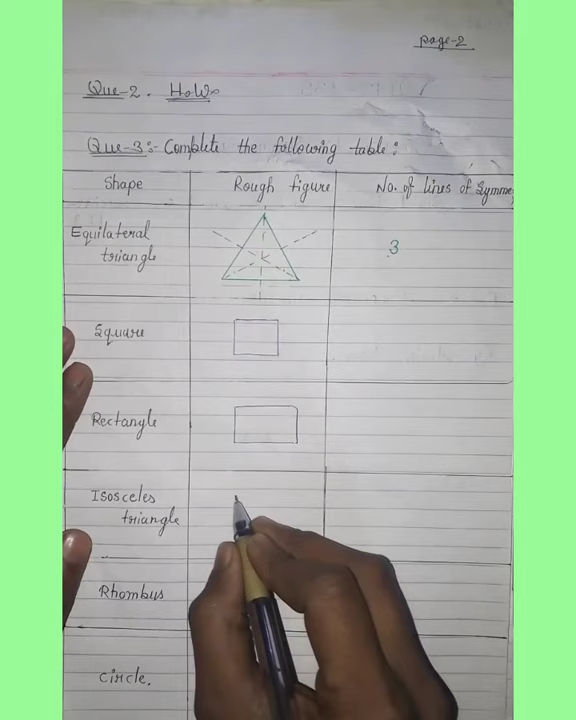 page-2
Que-2. H.W.
Que-3:- Complete the following table:
Shape Rough figure No. of lines of Symme
Equilateral
triangle
3
Square
Rectangle
Isosceles
triangle
Rhombus
Circle.